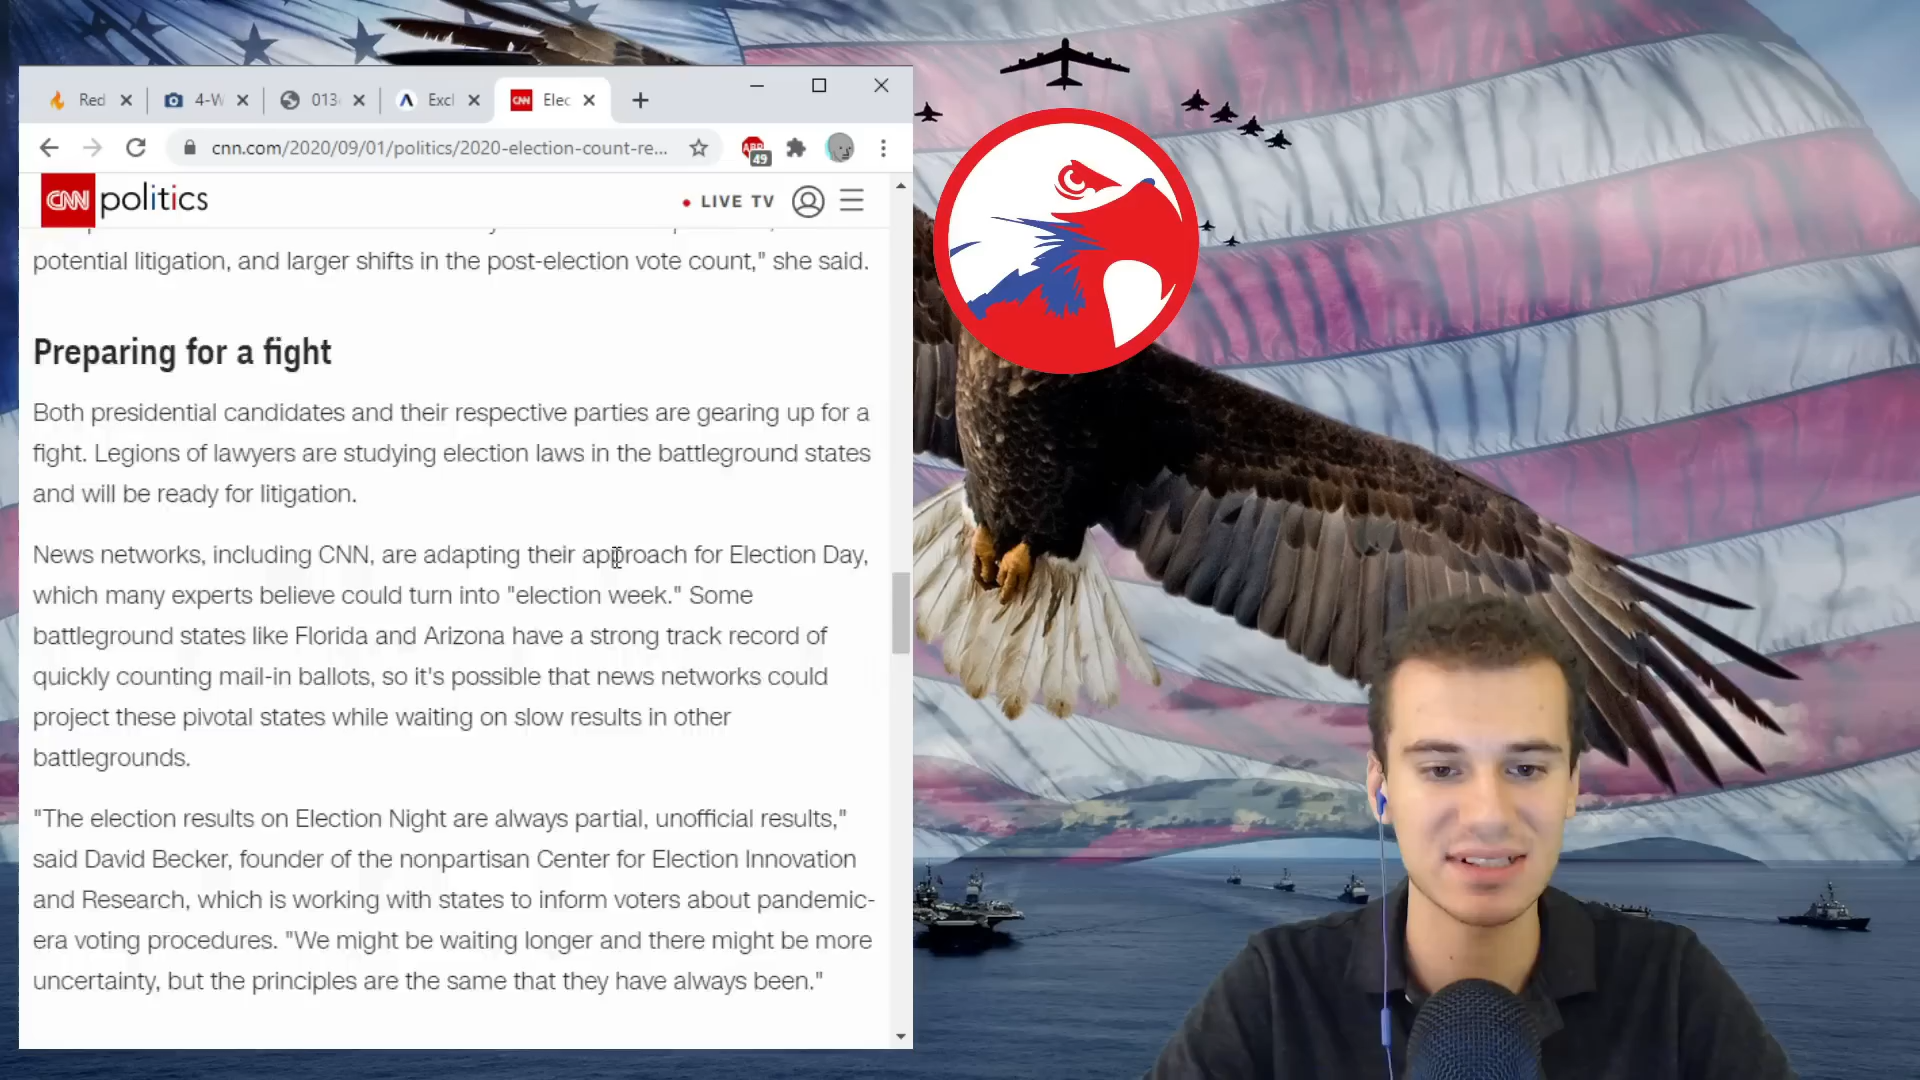 Red
4-W
013
Excl
CNN
Elec
cnn.com/2020/09/01/politics/2020-election-count-re...
ABP
49
CNN politics
LIVE TV
potential litigation, and larger shifts in the post-election vote count," she said.
Preparing for a fight
Both presidential candidates and their respective parties are gearing up for a
fight. Legions of lawyers are studying election laws in the battleground states
and will be ready for litigation.
News networks, including CNN, are adapting their approach for Election Day,
which many experts believe could turn into "election week." Some
battleground states like Florida and Arizona have a strong track record of
quickly counting mail-in ballots, so it's possible that news networks could
project these pivotal states while waiting on slow results in other
battlegrounds.
"The election results on Election Night are always partial, unofficial results,"
said David Becker, founder of the nonpartisan Center for Election Innovation
and Research, which is working with states to inform voters about pandemic-
era voting procedures. "We might be waiting longer and there might be more
uncertainty, but the principles are the same that they have always been."